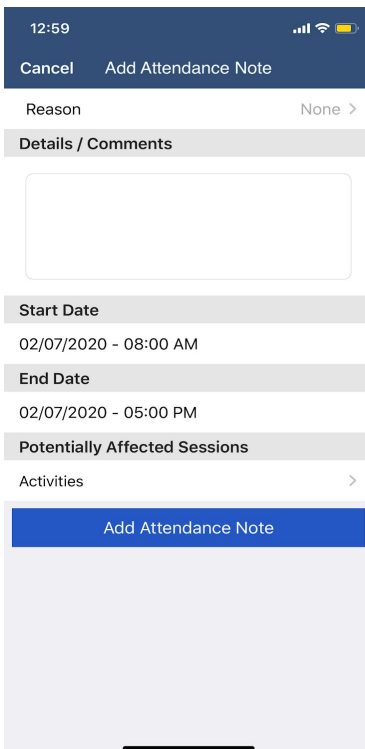 12:59
Cancel Add Attendance Note
Reason None >
Details / Comments
Start Date
02/07/2020 - 08:00 AM
End Date
02/07/2020 - 05:00 PM
Potentially Affected Sessions
Activities >
Add Attendance Note